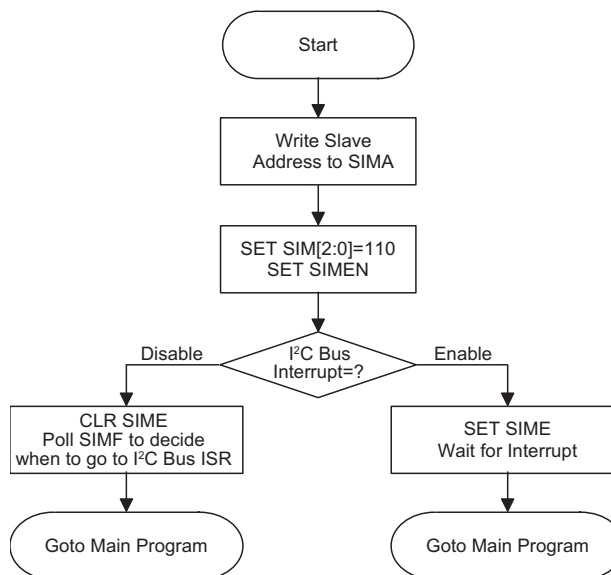 Start
Write Slave
Address to SIMA
SET SIM[2:0]=110
SET SIMEN
I²C Bus
Interrupt=?
Disable
Enable
CLR SIME
Poll SIMF to decide
when to go to I²C Bus ISR
SET SIME
Wait for Interrupt
Goto Main Program
Goto Main Program